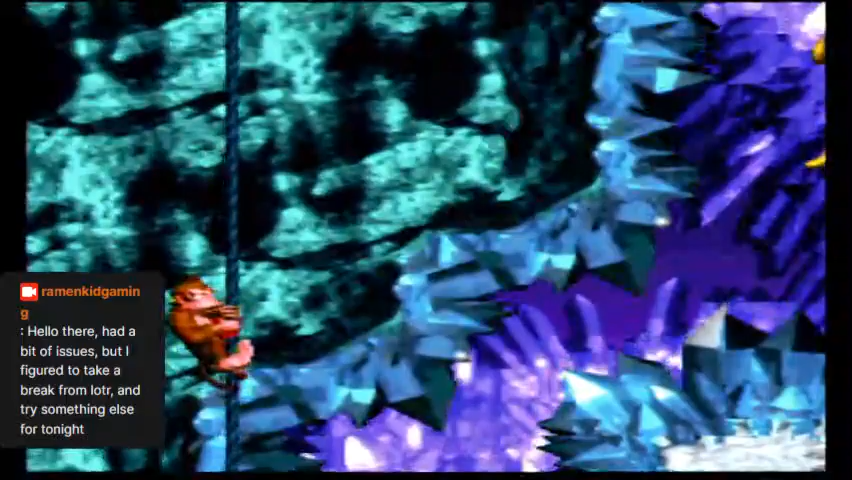 ramenkidgamin
g
: Hello there, had a
bit of issues, but I
figured to take a
break from lotr, and
try something else
for tonight